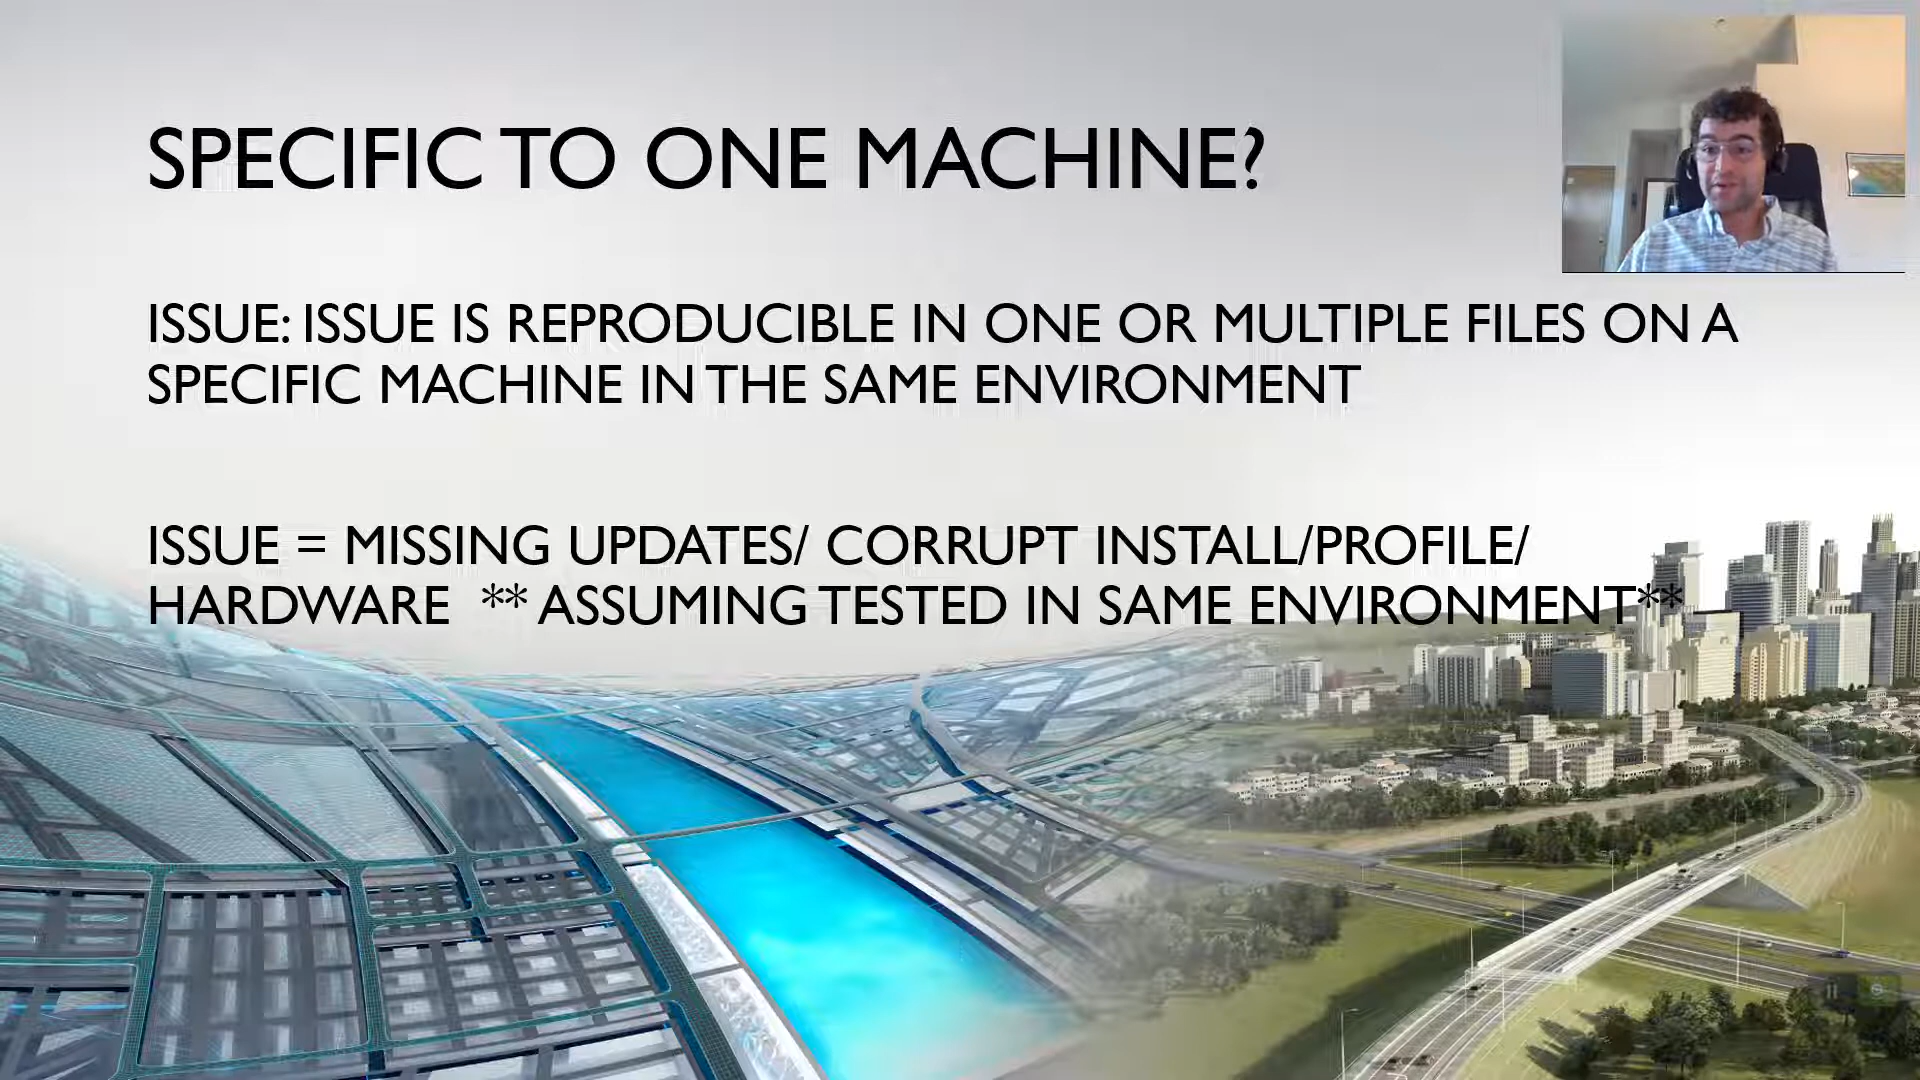 SPECIFIC TO ONE MACHINE?
ISSUE: ISSUE IS REPRODUCIBLE IN ONE OR MULTIPLE FILES ON A
SPECIFIC MACHINE IN THE SAME ENVIRONMENT
ISSUE = MISSING UPDATES/ CORRUPT INSTALL/PROFILE/
HARDWARE  ** ASSUMING TESTED IN SAME ENVIRONMENT**